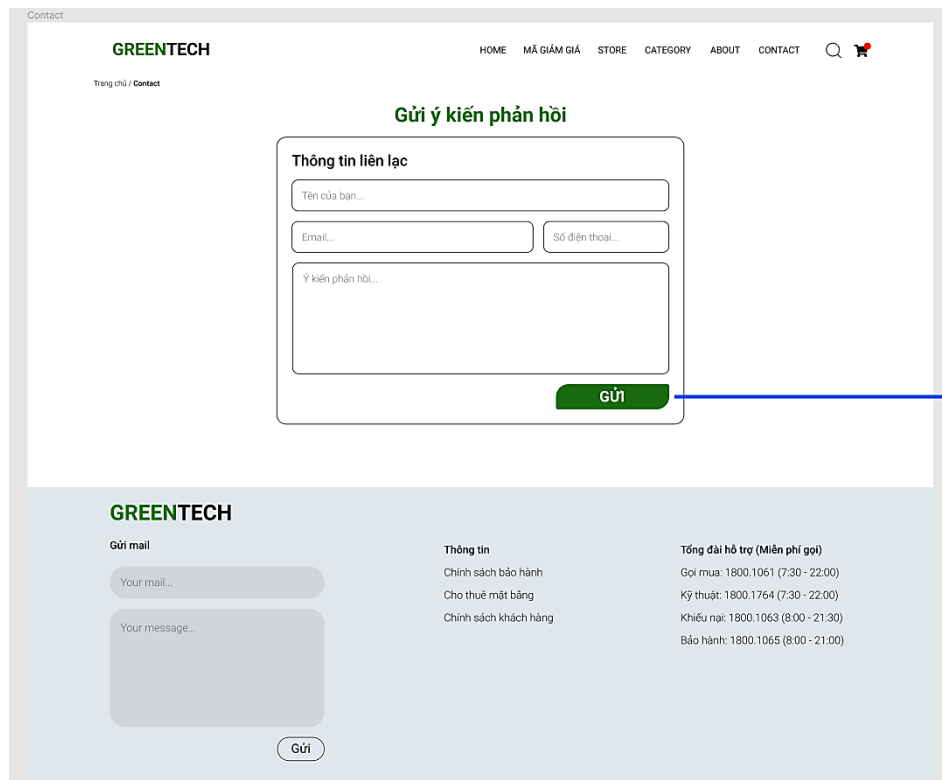 Contact
GREENTECH
HOME MÃ GIẢM GIÁ STORE CATEGORY ABOUT CONTACT
Trang chủ / Contact
Gửi ý kiến phản hồi
Thông tin liên lạc
Tên của bạn...
Email... Số điện thoại...
Ý kiến phản hồi...
GỬI
GREENTECH
Gửi mail
Your mail...
Your message...
Gửi
Thông tin
Chính sách bảo hành
Cho thuê mặt bằng
Chính sách khách hàng
Tổng đài hỗ trợ (Miễn phí gọi)
Gọi mua: 1800.1061 (7:30 - 22:00)
Kỹ thuật: 1800.1764 (7:30 - 22:00)
Khiếu nại: 1800.1063 (8:00 - 21:30)
Bảo hành: 1800.1065 (8:00 - 21:00)